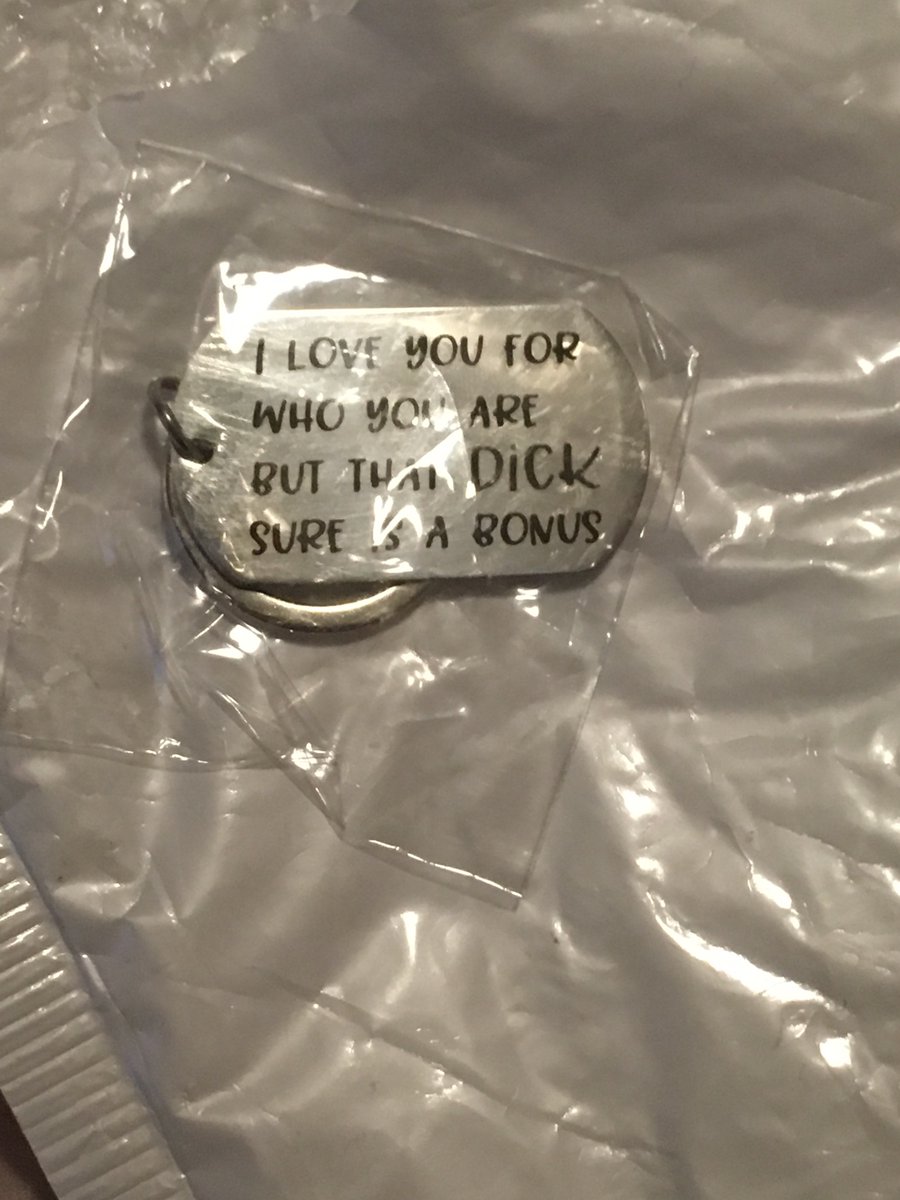 I LOVE YOU FOR
WHO YOU ARE
BUT THAT DiCK
SURE IS A BONUS